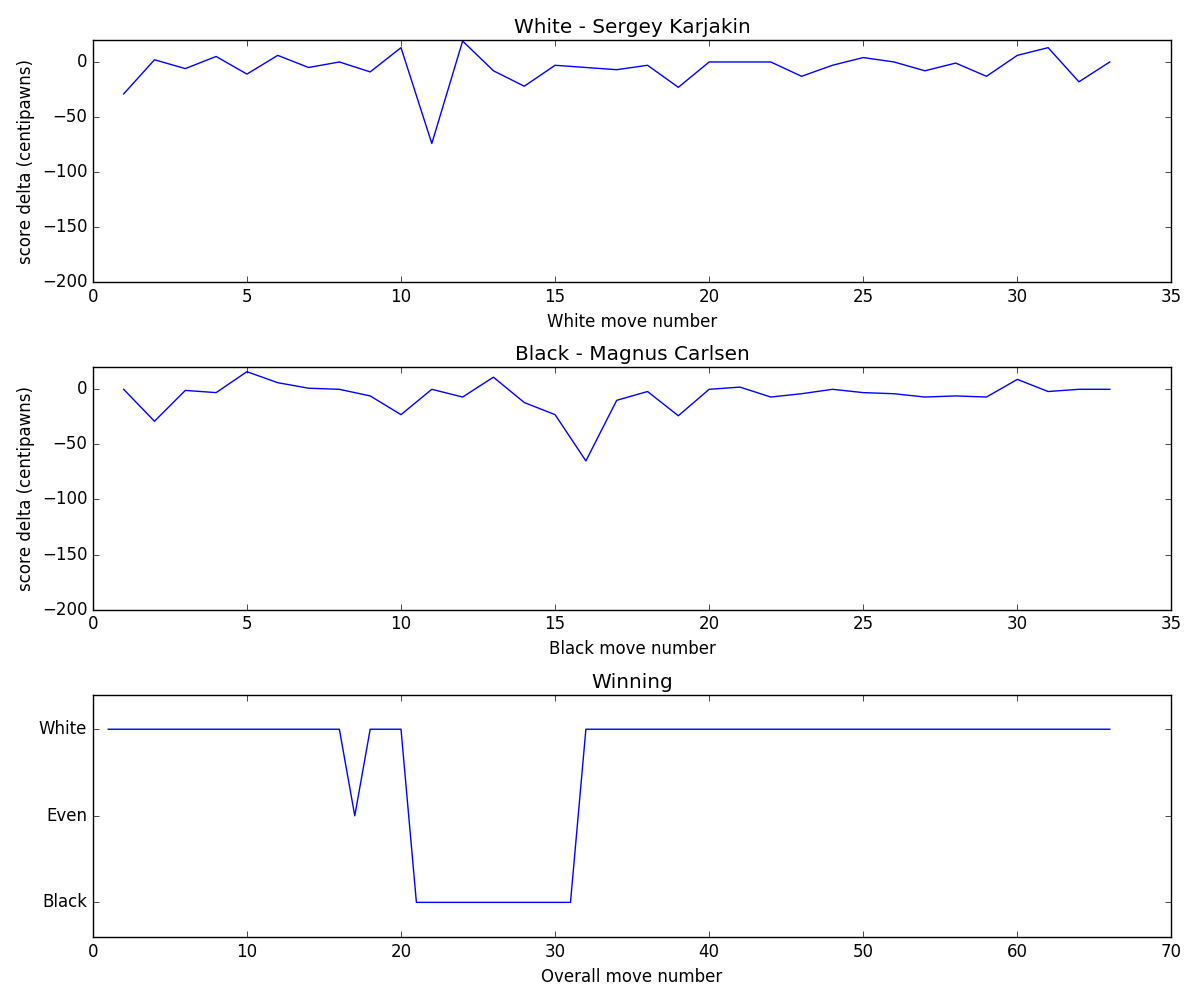 White - Sergey Karjakin
0
−50
−100
−150
−200
score delta (centipawns)
0 5 10 15 20 25 30 35
White move number
Black - Magnus Carlsen
0
−50
−100
−150
−200
score delta (centipawns)
0 5 10 15 20 25 30 35
Black move number
Winning
White
Even
Black
0 10 20 30 40 50 60 70
Overall move number